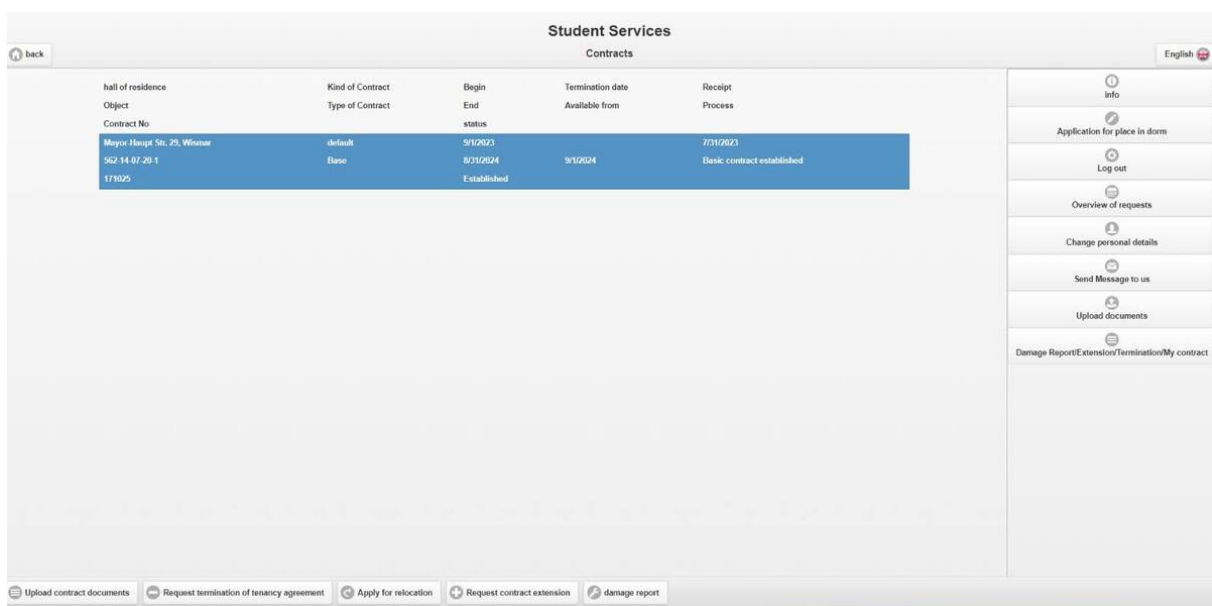 Student Services
back
Contracts
English
hall of residence Kind of Contract Begin Termination date Receipt
Object Type of Contract End Available from Process
Contract No status
Mayor-Haupt Str. 29, Wismar default 9/1/2023 7/31/2023
562-14-07-20-1 Base 8/31/2024 9/1/2024 Basic contract established
171025 Established
info
Application for place in dorm
Log out
Overview of requests
Change personal details
Send Message to us
Upload documents
Damage Report/Extension/Termination/My contract
Upload contract documents Request termination of tenancy agreement Apply for relocation Request contract extension damage report